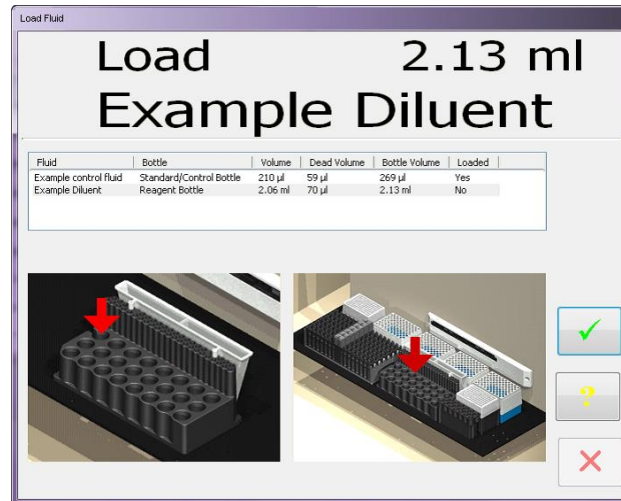 Load Fluid
Load 2.13 ml
Example Diluent
Fluid Bottle Volume Dead Volume Bottle Volume Loaded
Example control fluid Standard/Control Bottle 210 µl 59 µl 269 µl Yes
Example Diluent Reagent Bottle 2.06 ml 70 µl 2.13 ml No
?